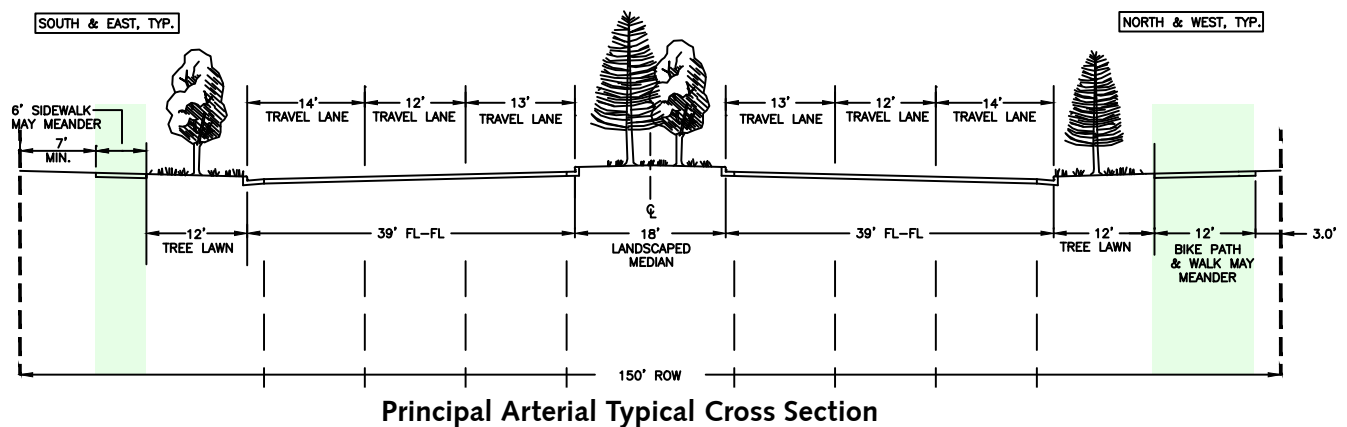 SOUTH & EAST, TYP.
NORTH & WEST, TYP.
6' SIDEWALK
MAY MEANDER
7'
MIN.
14'
TRAVEL LANE
12'
TRAVEL LANE
13'
TRAVEL LANE
13'
TRAVEL LANE
12'
TRAVEL LANE
14'
TRAVEL LANE
℄
12'
TREE LAWN
39' FL-FL
18'
LANDSCAPED
MEDIAN
39' FL-FL
12'
TREE LAWN
12'
BIKE PATH
& WALK MAY
MEANDER
3.0'
150' ROW
Principal Arterial Typical Cross Section